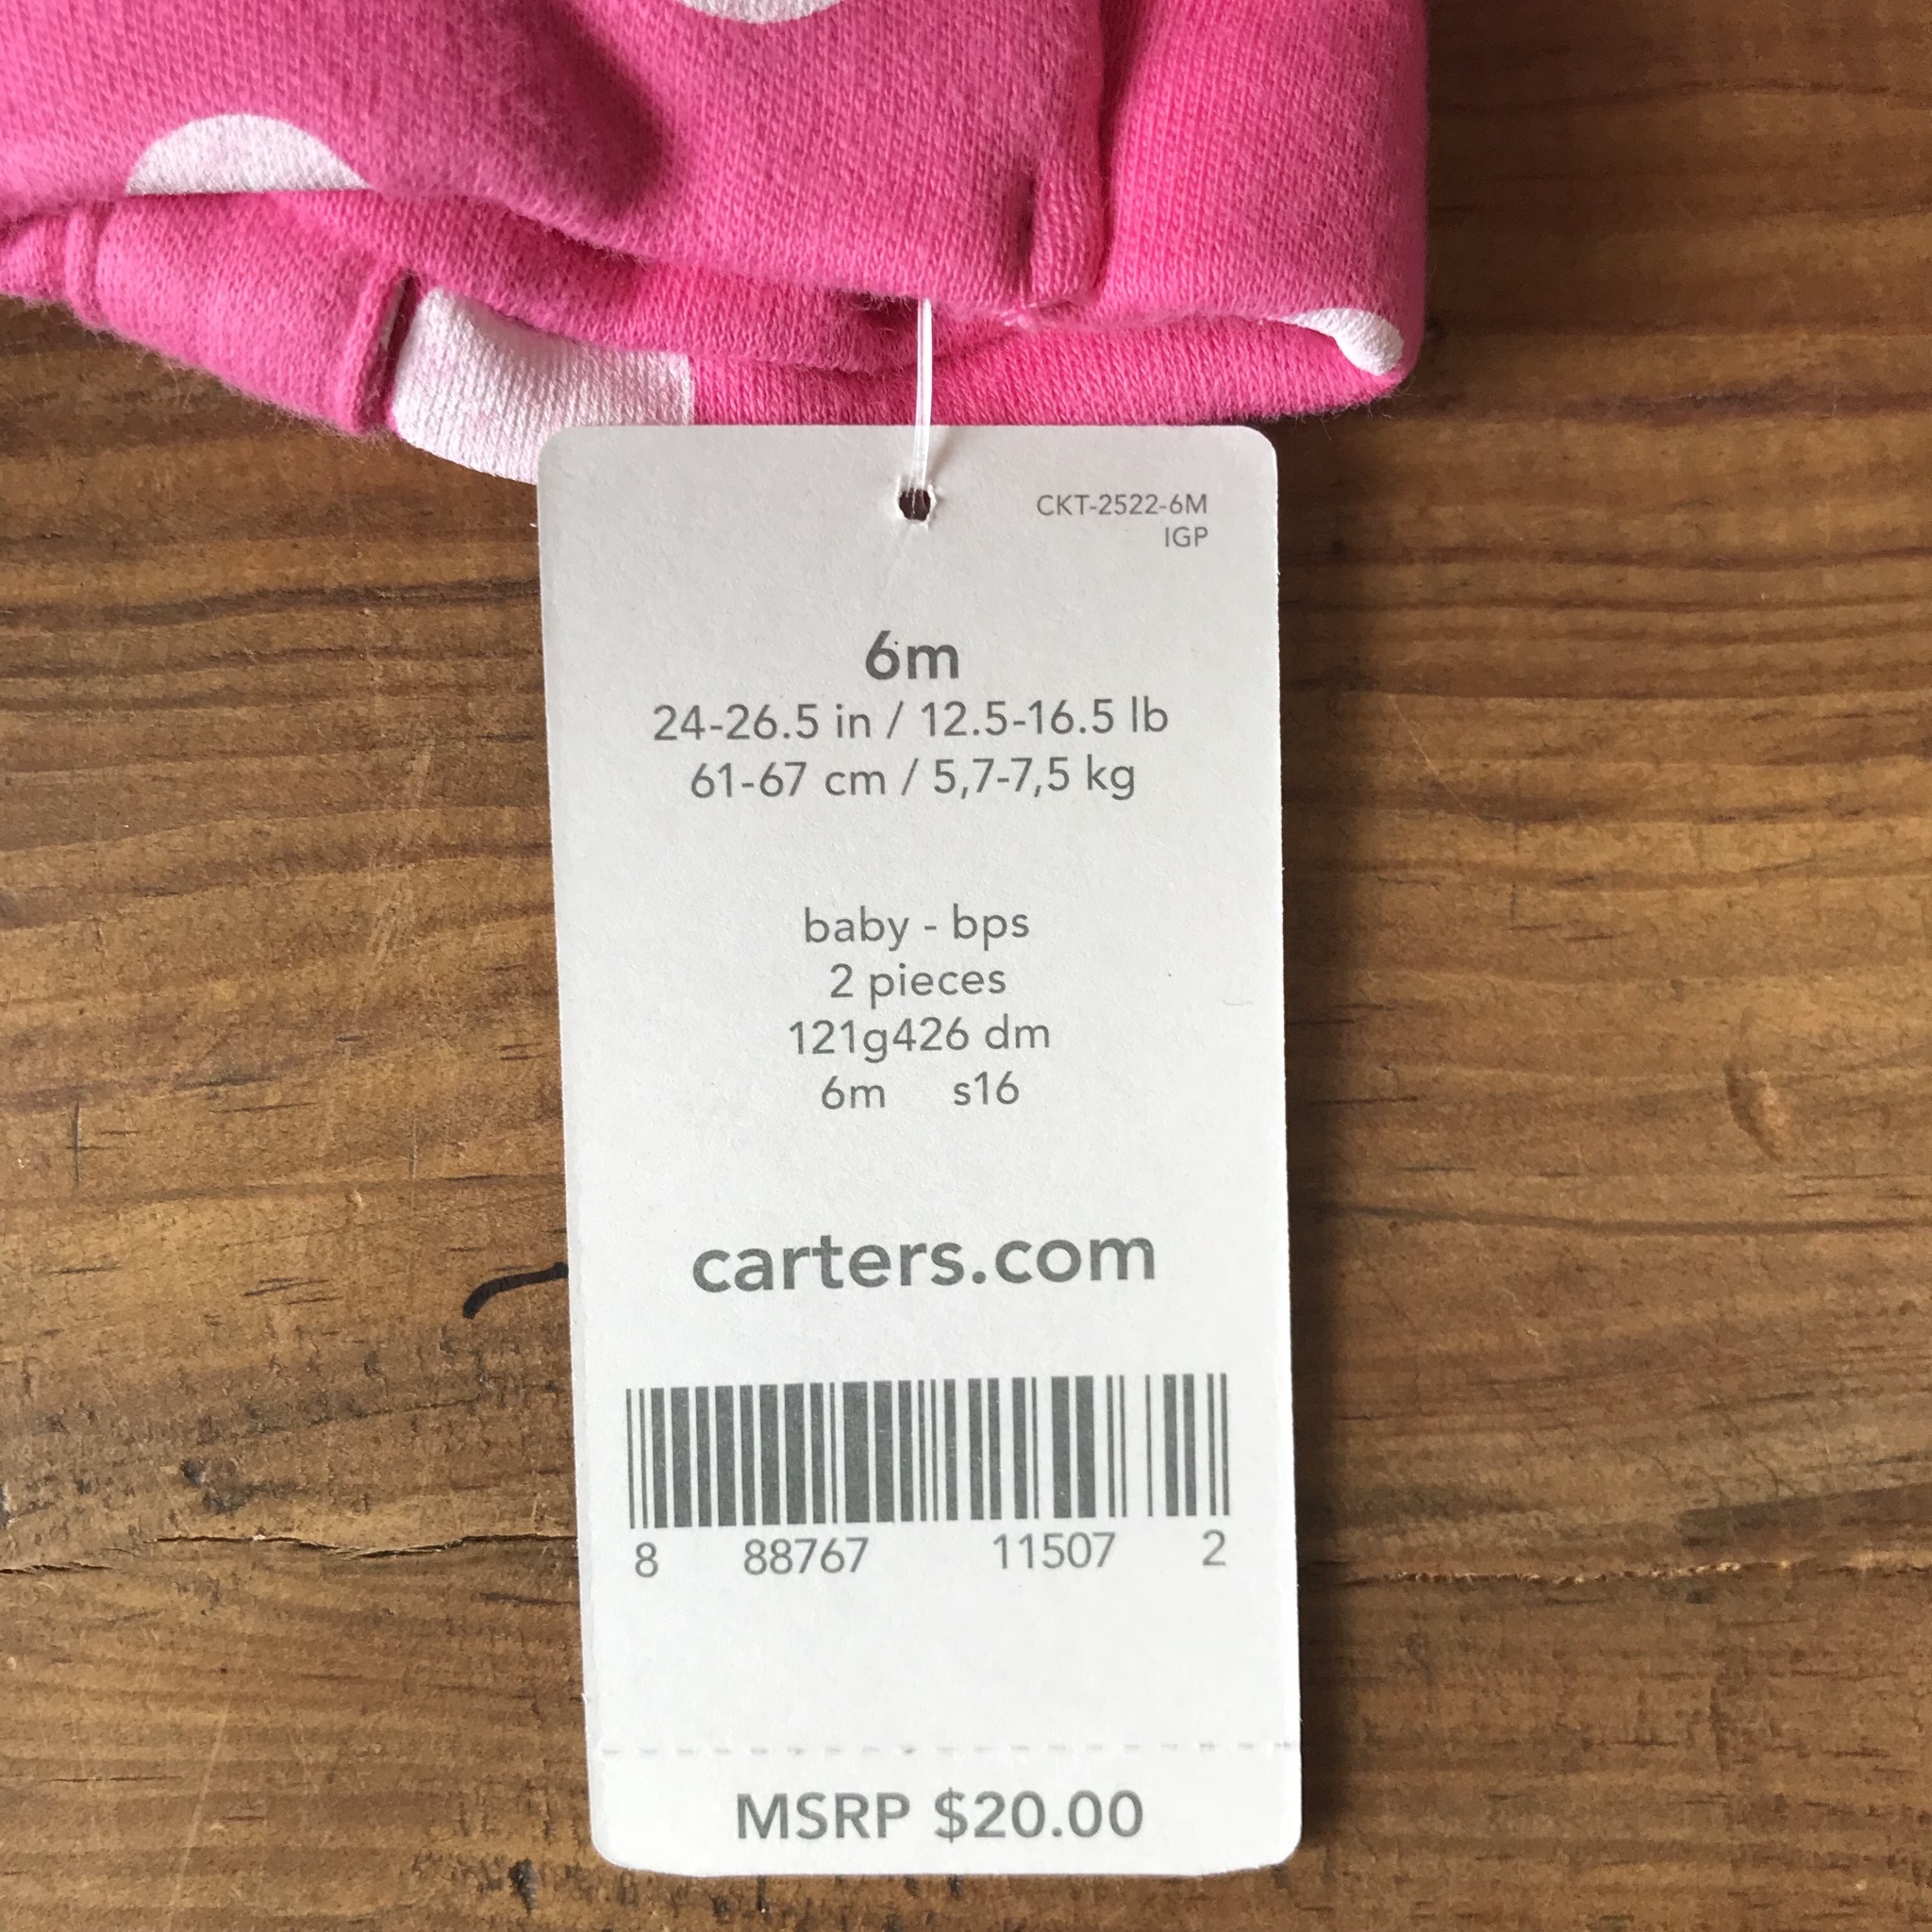 CKT-2522-6M
IGP
6m
24-26.5 in / 12.5-16.5 lb
61-67 cm / 5,7-7,5 kg
baby - bps
2 pieces
121g426 dm
6m s16
carters.com
8 88767 11507 2
MSRP $20.00